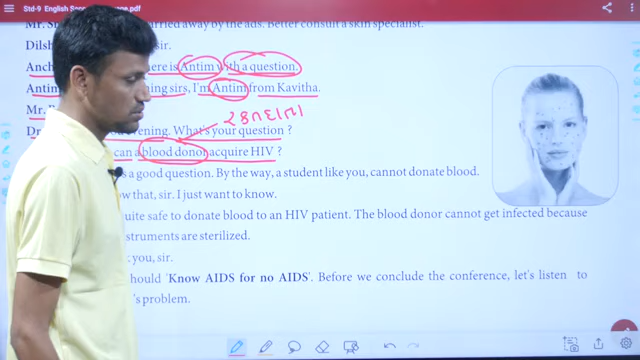 Std-9 English Sem .pdf
Mr. S arried away by the ads. Better consult a skin specialist.
Dilsh sir.
Anch ere is Antim with a question.
Antim ing sirs, I'm Antim from Kavitha.
રક્તદાતા
Mr. P
Dr. evening. What's your question ?
can a blood donor acquire HIV ?
s a good question. By the way, a student like you, cannot donate blood.
ow that, sir. I just want to know.
uite safe to donate blood to an HIV patient. The blood donor cannot get infected because
struments are sterilized.
you, sir.
hould 'Know AIDS for no AIDS'. Before we conclude the conference, let's listen to
's problem.